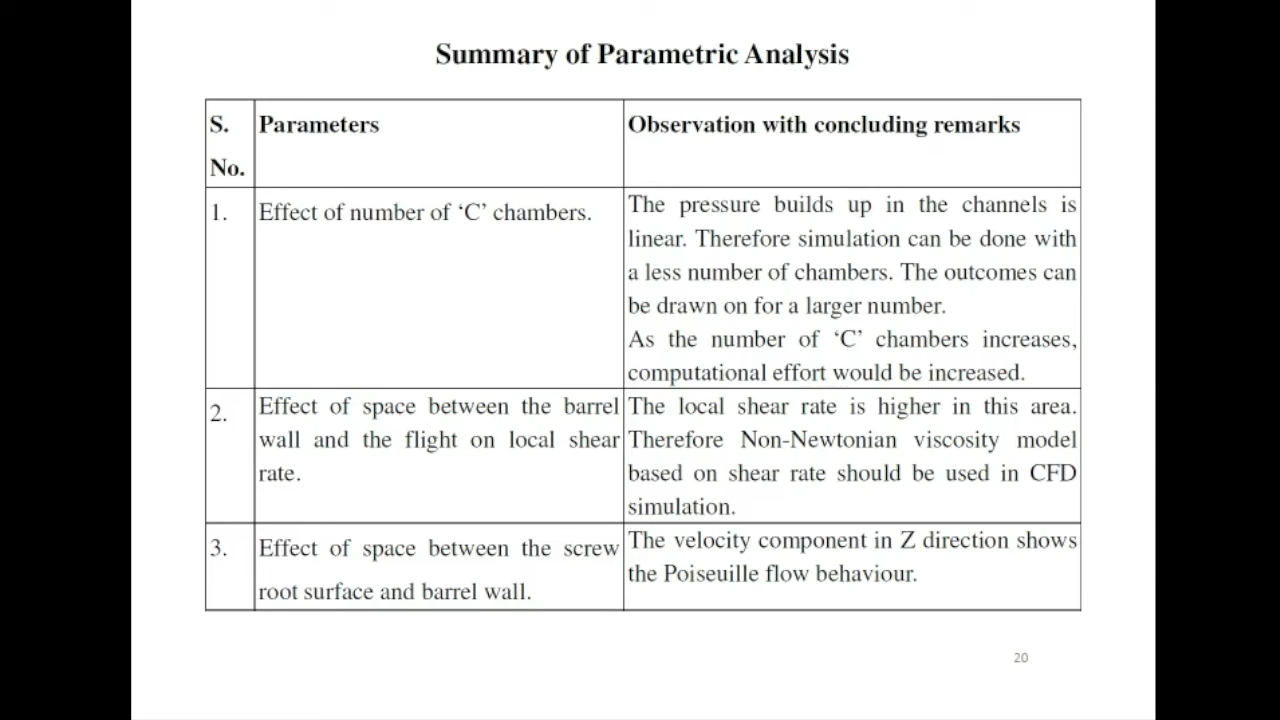 Summary of Parametric Analysis
S.
No.
Parameters
Observation with concluding remarks
1.
Effect of number of ‘C’ chambers.
The pressure builds up in the channels is
linear. Therefore simulation can be done with
a less number of chambers. The outcomes can
be drawn on for a larger number.
As the number of ‘C’ chambers increases,
computational effort would be increased.
2.
Effect of space between the barrel
wall and the flight on local shear
rate.
The local shear rate is higher in this area.
Therefore Non-Newtonian viscosity model
based on shear rate should be used in CFD
simulation.
3.
Effect of space between the screw
root surface and barrel wall.
The velocity component in Z direction shows
the Poiseuille flow behaviour.
20